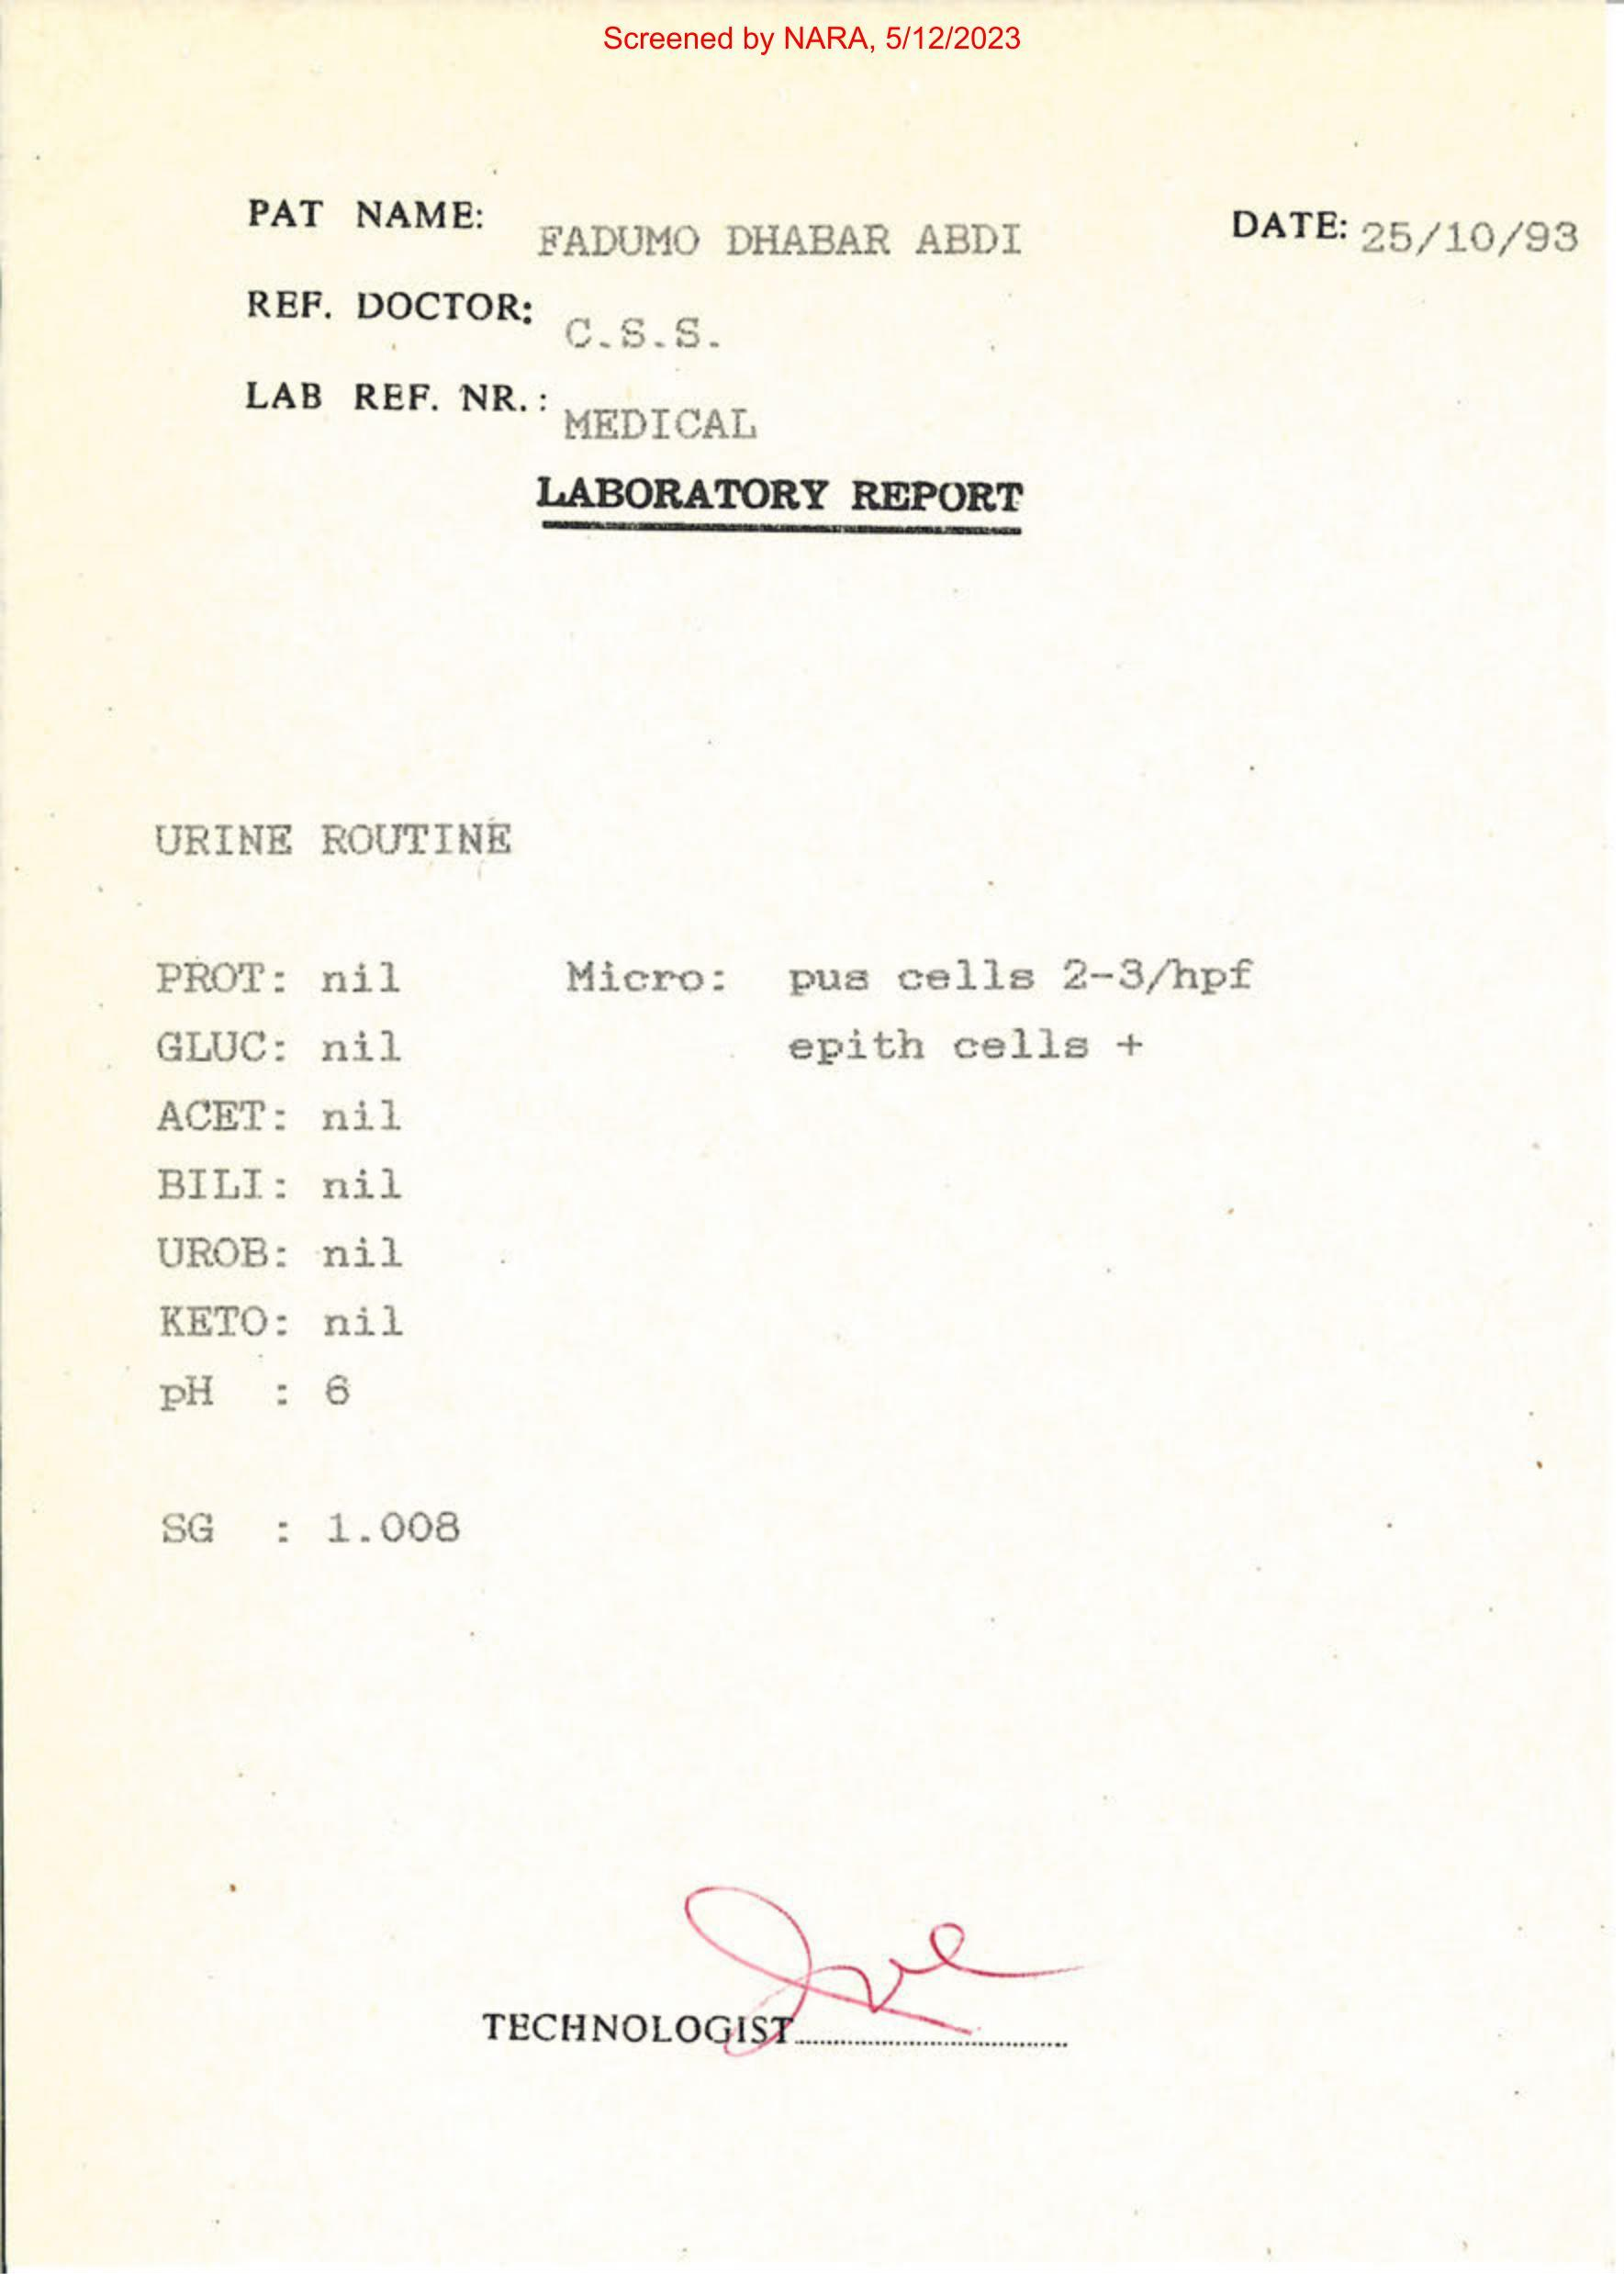 Screened by NARA, 5/12/2023
PAT NAME: FADUMO DHABAR ABDI DATE: 25/10/93
REF. DOCTOR: C.S.S.
LAB REF. NR.: MEDICAL
LABORATORY REPORT
URINE ROUTINE
PROT: nil Micro: pus cells 2-3/hpf
GLUC: nil epith cells +
ACET: nil
BILI: nil
UROB: nil
KETO: nil
pH : 6
SG : 1.008
TECHNOLOGIST